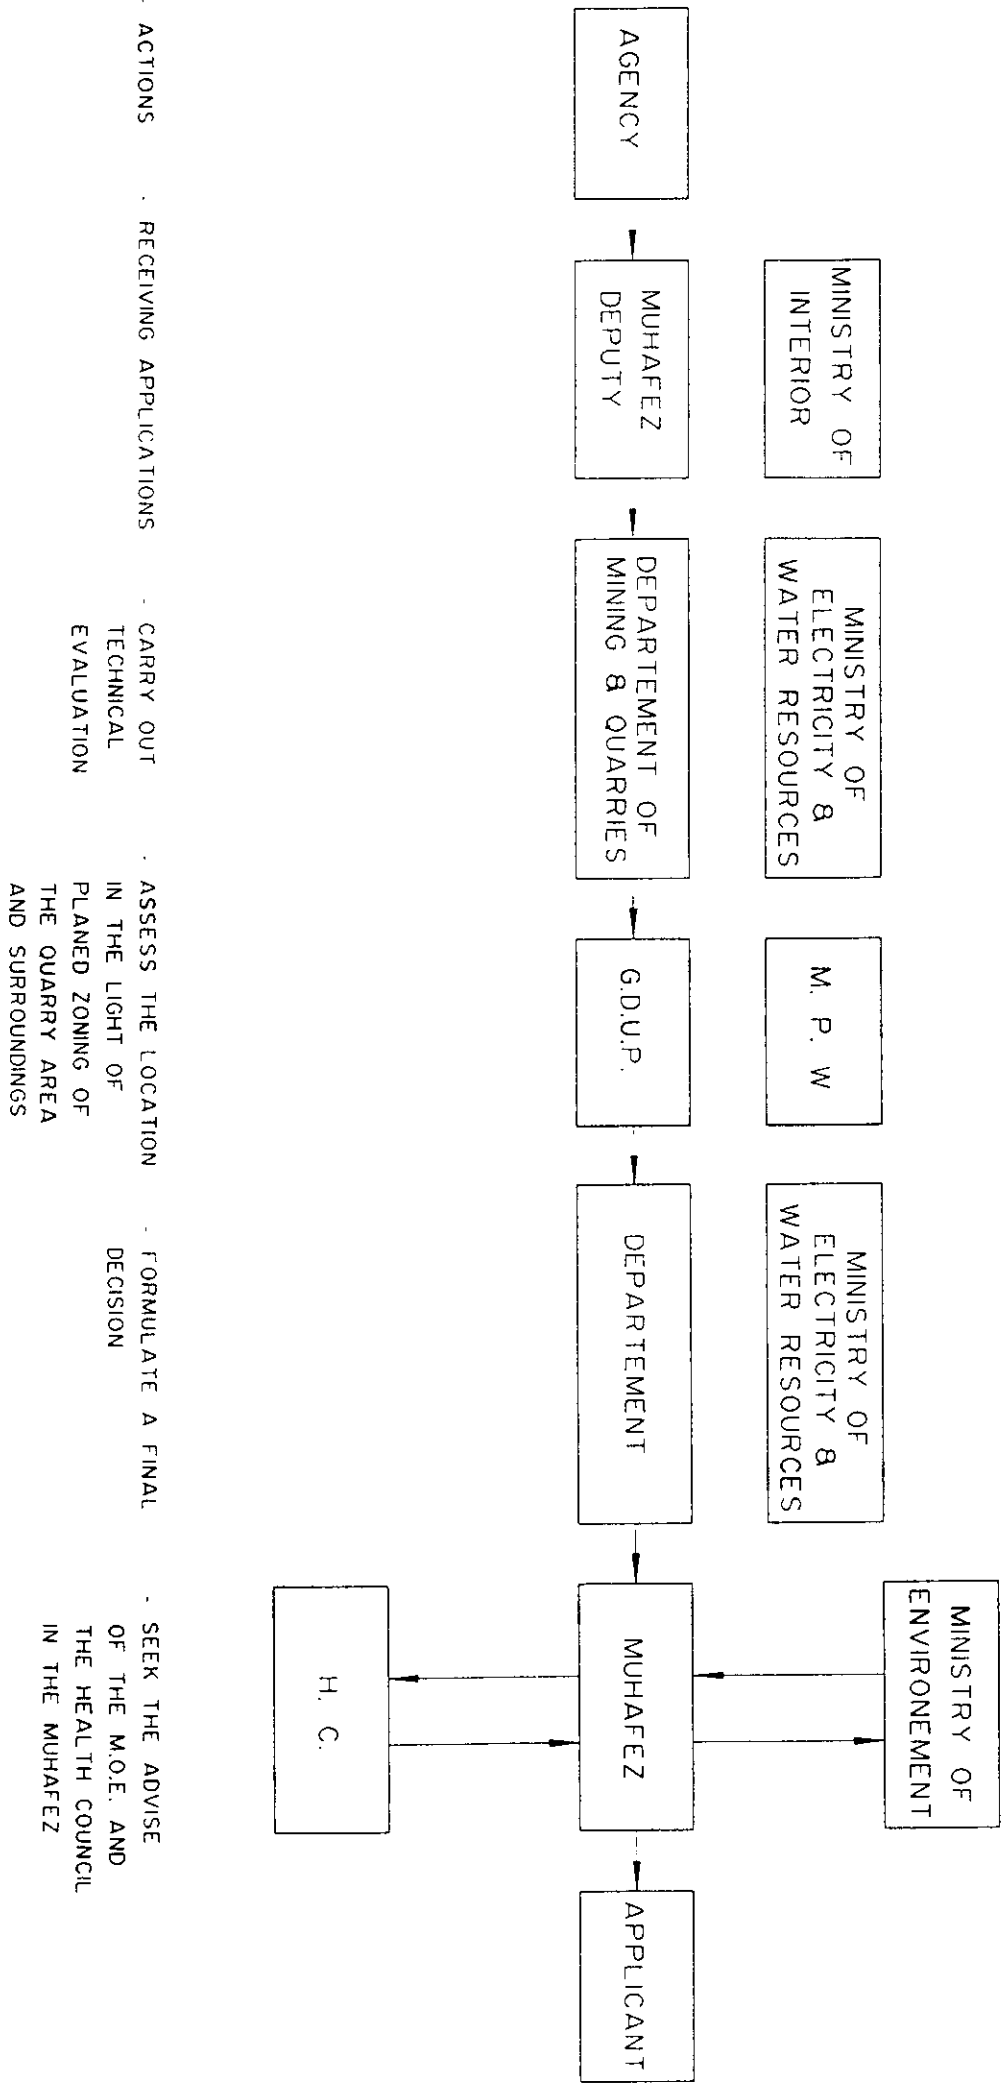 MINISTRY OF
ENVIRONEMENT
MINISTRY OF
INTERIOR
MINISTRY OF
ELECTRICITY &
WATER RESOURCES
M. P. W
MINISTRY OF
ELECTRICITY &
WATER RESOURCES
AGENCY
MUHAFEZ
DEPUTY
DEPARTEMENT OF
MINING & QUARRIES
G.D.U.P.
DEPARTEMENT
MUHAFEZ
APPLICANT
H. C.
- ACTIONS
- RECEIVING APPLICATIONS
- CARRY OUT
TECHNICAL
EVALUATION
- ASSESS THE LOCATION
IN THE LIGHT OF
PLANED ZONING OF
THE QUARRY AREA
AND SURROUNDINGS
- FORMULATE A FINAL
DECISION
- SEEK THE ADVISE
OF THE M.O.E. AND
THE HEALTH COUNCIL
IN THE MUHAFEZ